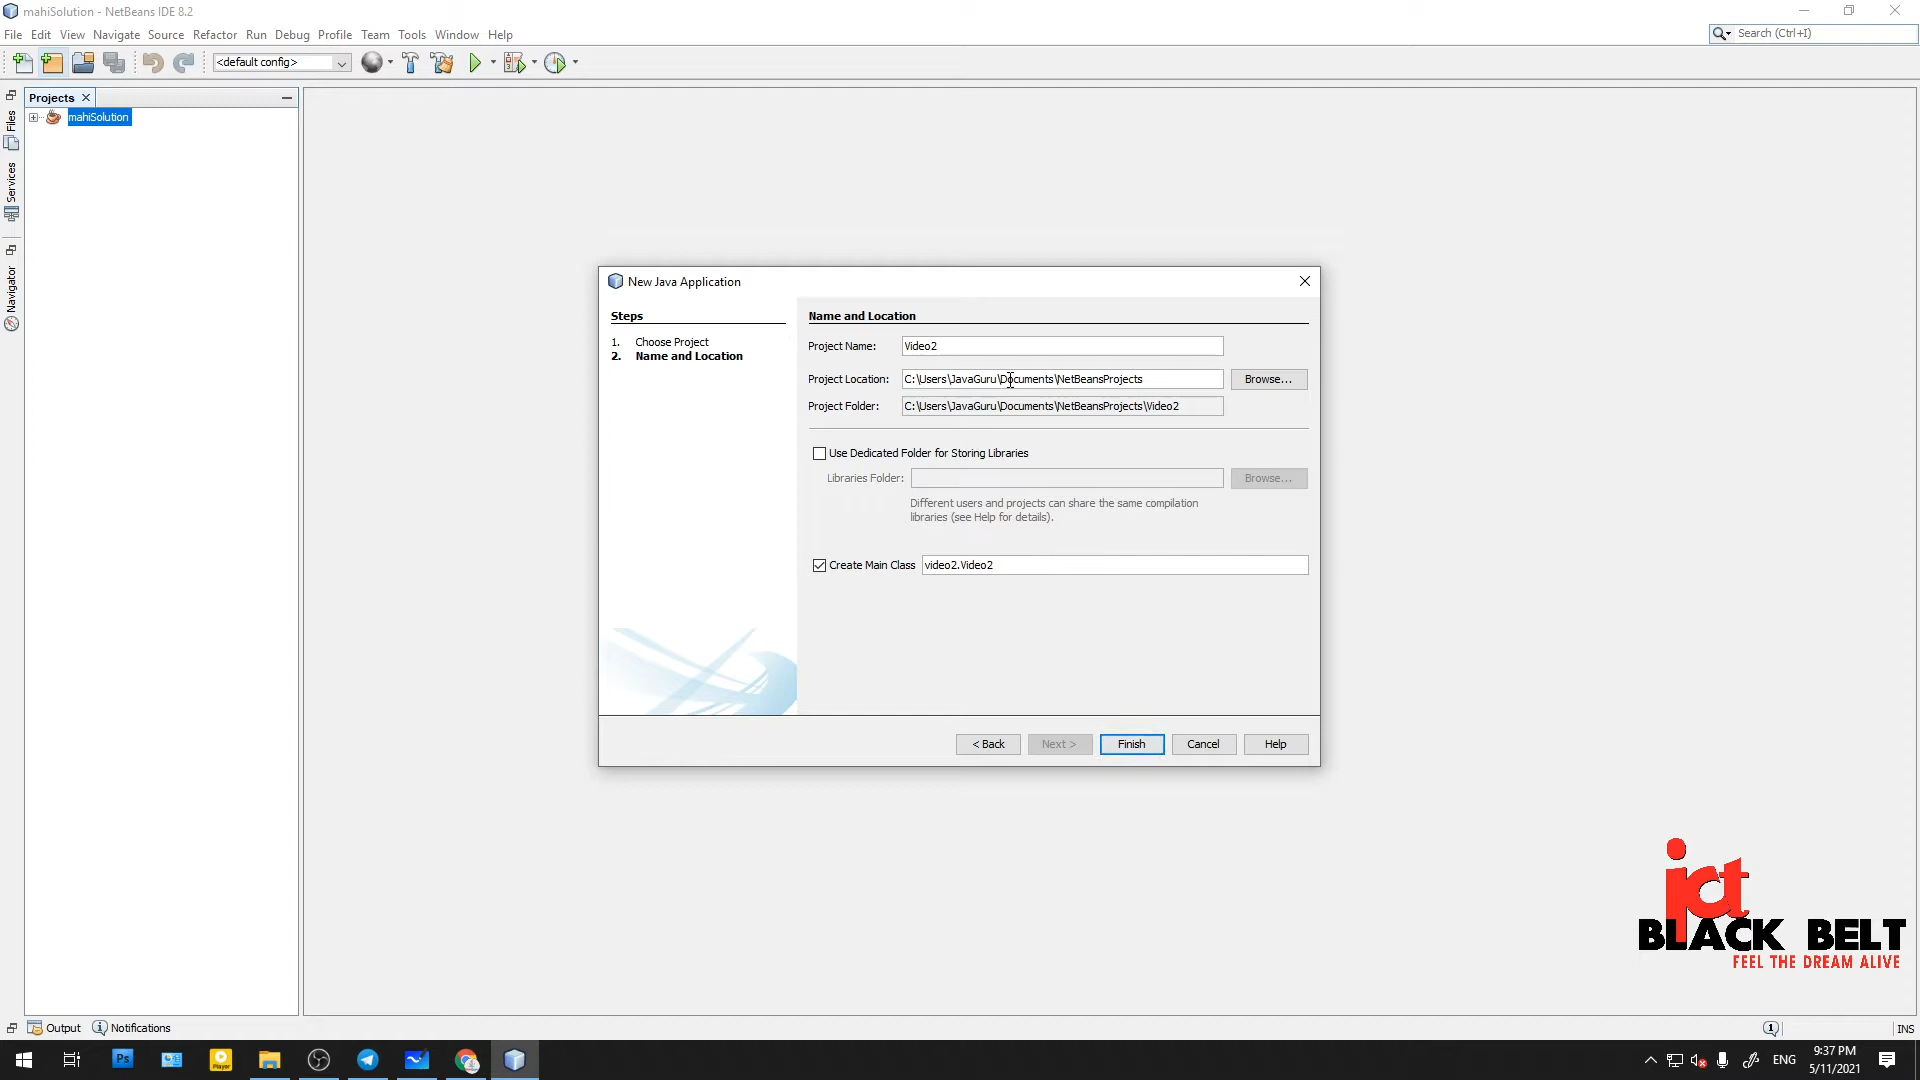 mahiSolution - NetBeans IDE 8.2
File Edit View Navigate Source Refactor Run Debug Profile Team Tools Window Help
Search (Ctrl+I)
<default config>
Projects
mahiSolution
Files
Services
Navigator
New Java Application
Steps
1. Choose Project
2. Name and Location
Name and Location
Project Name: Video2
Project Location: C:\Users\JavaGuru\Documents\NetBeansProjects Browse...
Project Folder: C:\Users\JavaGuru\Documents\NetBeansProjects\Video2
Use Dedicated Folder for Storing Libraries
Libraries Folder: Browse...
Different users and projects can share the same compilation
libraries (see Help for details).
Create Main Class video2.Video2
< Back Next > Finish Cancel Help
ict
BLACK BELT
FEEL THE DREAM ALIVE
Output Notifications
1
INS
Ps
Player
ENG
9:37 PM
5/11/2021